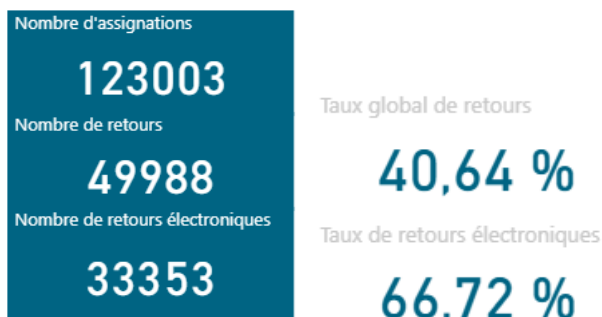 Nombre d'assignations
123003
Nombre de retours
49988
Nombre de retours électroniques
33353
Taux global de retours
40,64 %
Taux de retours électroniques
66,72 %